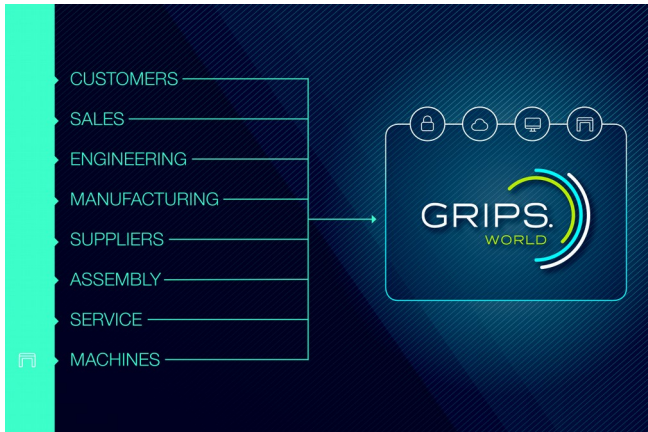 CUSTOMERS
SALES
ENGINEERING
MANUFACTURING
SUPPLIERS
ASSEMBLY
SERVICE
MACHINES
GRIPS.
WORLD